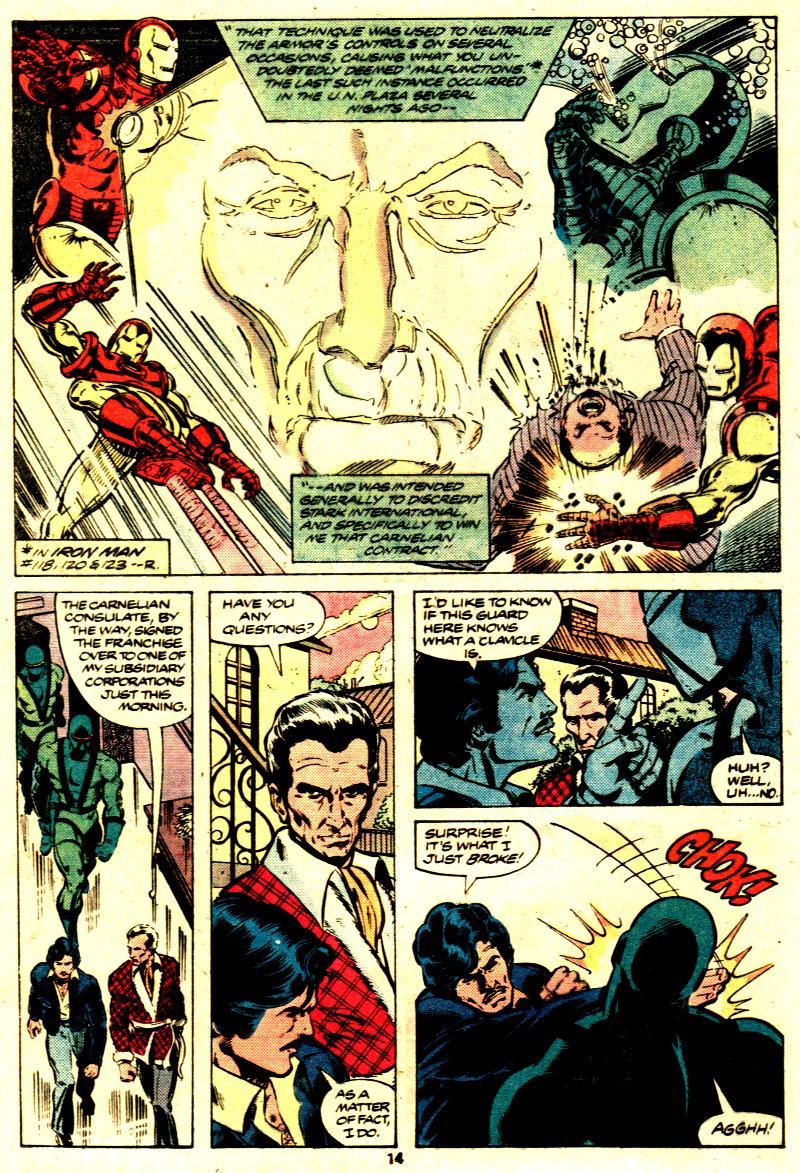 "THAT TECHNIQUE WAS USED TO NEUTRALIZE
THE ARMOR'S CONTROLS ON SEVERAL
OCCASIONS, CAUSING WHAT YOU UN-
DOUBTEDLY DEEMED 'MALFUNCTIONS'*
THE LAST SUCH INSTANCE OCCURRED
IN THE U.N. PLAZA SEVERAL
NIGHTS AGO--
"--AND WAS INTENDED
GENERALLY TO DISCREDIT
STARK INTERNATIONAL,
AND SPECIFICALLY TO WIN
ME THAT CARNELIAN
CONTRACT."
*IN IRON MAN
#118, 120 & 123 --R.
THE CARNELIAN
CONSULATE, BY
THE WAY, SIGNED
THE FRANCHISE
OVER TO ONE OF
MY SUBSIDIARY
CORPORATIONS
JUST THIS
MORNING.
HAVE YOU
ANY
QUESTIONS?
AS A
MATTER
OF FACT,
I DO.
I'D LIKE TO KNOW
IF THIS GUARD
HERE KNOWS
WHAT A CLAVICLE
IS.
HUH?
WELL,
UH...NO.
SURPRISE!
IT'S WHAT I
JUST BROKE!
CHOK!
AGGHH!
14